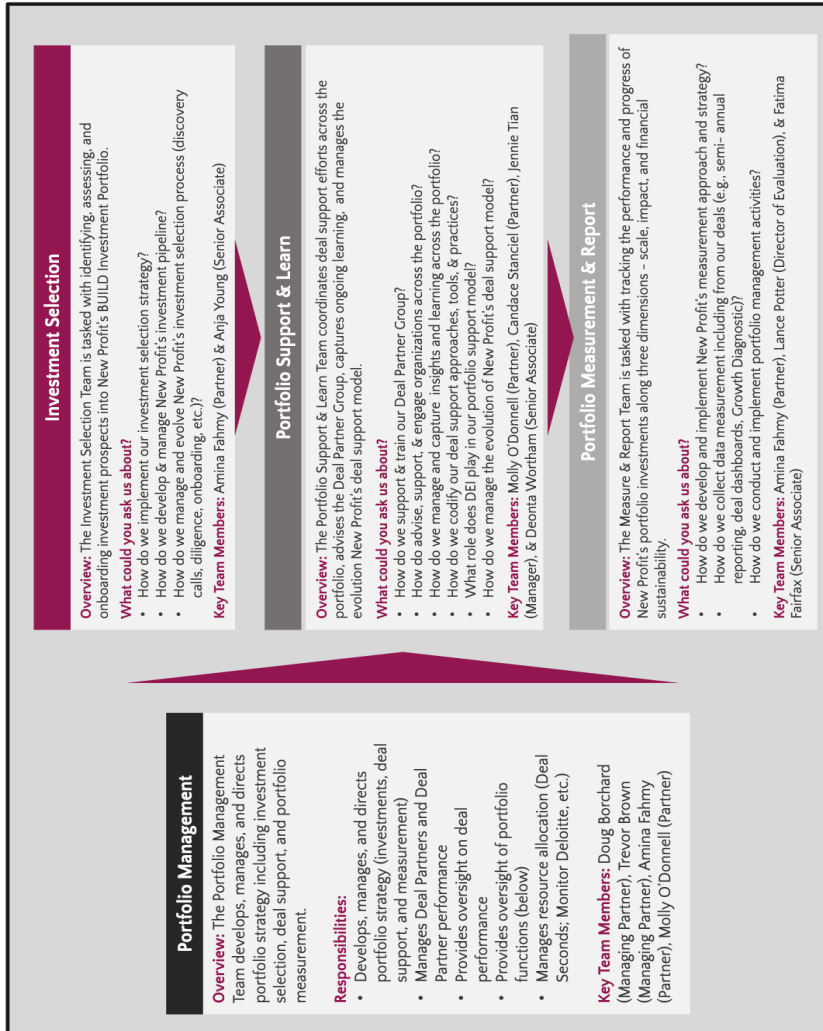 Portfolio Management
Overview: The Portfolio Management
Team develops, manages, and directs
portfolio strategy including investment
selection, deal support, and portfolio
measurement.
Responsibilities:
• Develops, manages, and directs
portfolio strategy (investments, deal
support, and measurement)
• Manages Deal Partners and Deal
Partner performance
• Provides oversight on deal
performance
• Provides oversight of portfolio
functions (below)
• Manages resource allocation (Deal
Seconds; Monitor Deloitte, etc.)
Key Team Members: Doug Borchard
(Managing Partner), Trevor Brown
(Managing Partner), Amina Fahmy
(Partner), Molly O'Donnell (Partner)
Investment Selection
Overview: The Investment Selection Team is tasked with identifying, assessing, and
onboarding investment prospects into New Profit's BUILD Investment Portfolio.
What could you ask us about?
• How do we implement our investment selection strategy?
• How do we develop & manage New Profit's investment pipeline?
• How do we manage and evolve New Profit's investment selection process (discovery
calls, diligence, onboarding, etc.)?
Key Team Members: Amina Fahmy (Partner) & Anja Young (Senior Associate)
Portfolio Support & Learn
Overview: The Portfolio Support & Learn Team coordinates deal support efforts across the
portfolio, advises the Deal Partner Group, captures ongoing learning, and manages the
evolution New Profit's deal support model.
What could you ask us about?
• How do we support & train our Deal Partner Group?
• How do advise, support, & engage organizations across the portfolio?
• How do we manage and capture insights and learning across the portfolio?
• How do we codify our deal support approaches, tools, & practices?
• What role does DEI play in our portfolio support model?
• How do we manage the evolution of New Profit's deal support model?
Key Team Members: Molly O'Donnell (Partner), Candace Stanciel (Partner), Jennie Tian
(Manager), & Deonta Wortham (Senior Associate)
Portfolio Measurement & Report
Overview: The Measure & Report Team is tasked with tracking the performance and progress of
New Profit's portfolio investments along three dimensions – scale, impact, and financial
sustainability.
What could you ask us about?
• How do we develop and implement New Profit's measurement approach and strategy?
• How do we collect data measurement including from our deals (e.g., semi- annual
reporting, deal dashboards, Growth Diagnostic)?
• How do we conduct and implement portfolio management activities?
Key Team Members: Amina Fahmy (Partner), Lance Potter (Director of Evaluation), & Fatima
Fairfax (Senior Associate)